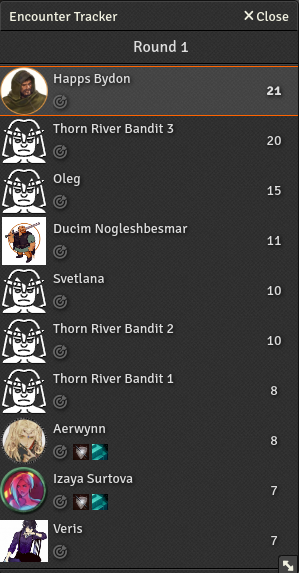 Encounter Tracker
Close
Round 1
Happs Bydon
21
Thorn River Bandit 3
20
Oleg
15
Ducim Nogleshbesmar
11
Svetlana
10
Thorn River Bandit 2
10
Thorn River Bandit 1
8
Aerwynn
8
Izaya Surtova
7
Veris
7